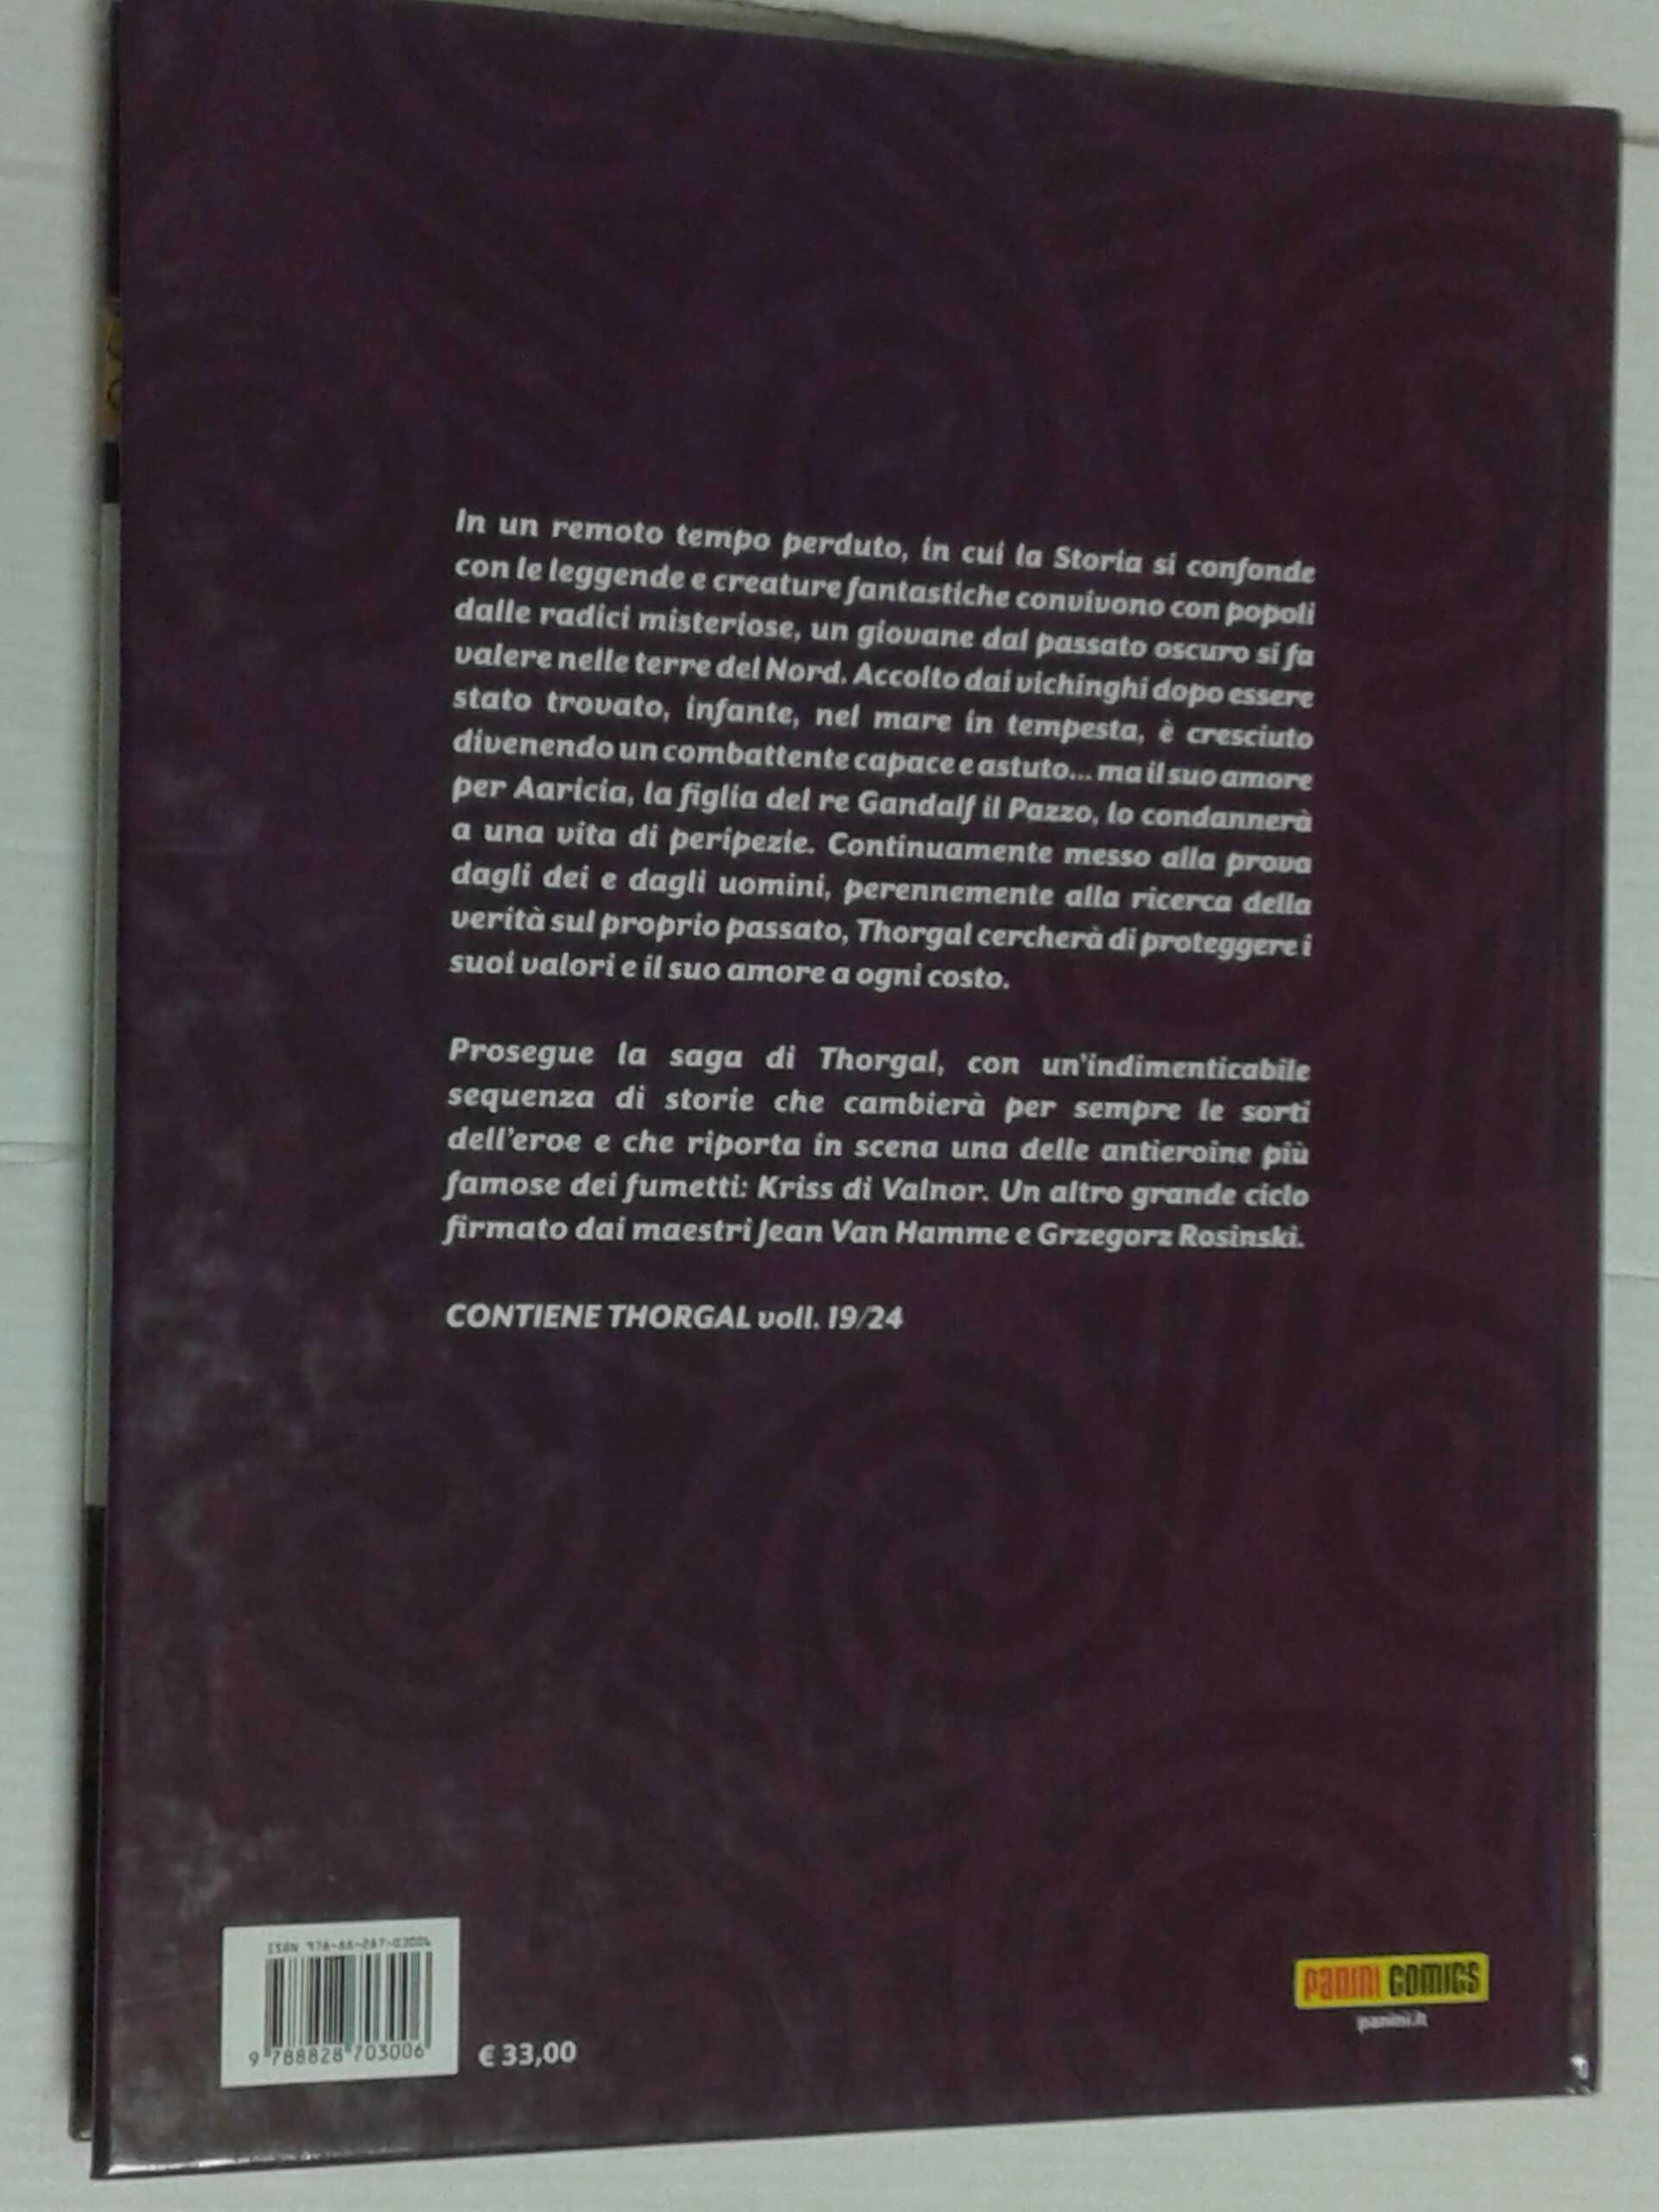 In un remoto tempo perduto, in cui la Storia si confonde
con le leggende e creature fantastiche convivono con popoli
dalle radici misteriose, un giovane dal passato oscuro si fa
valere nelle terre del Nord. Accolto dai vichinghi dopo essere
stato trovato, infante, nel mare in tempesta, è cresciuto
divenendo un combattente capace e astuto... ma il suo amore
per Aaricia, la figlia del re Gandalf il Pazzo, lo condannerà
a una vita di peripezie. Continuamente messo alla prova
dagli dei e dagli uomini, perennemente alla ricerca della
verità sul proprio passato, Thorgal cercherà di proteggere i
suoi valori e il suo amore a ogni costo.
Prosegue la saga di Thorgal, con un'indimenticabile
sequenza di storie che cambierà per sempre le sorti
dell'eroe e che riporta in scena una delle antieroine più
famose dei fumetti: Kriss di Valnor. Un altro grande ciclo
firmato dai maestri Jean Van Hamme e Grzegorz Rosinski.
CONTIENE THORGAL voll. 19/24
ISBN
9 788828 703006
€ 33,00
PANINI COMICS
panini.it